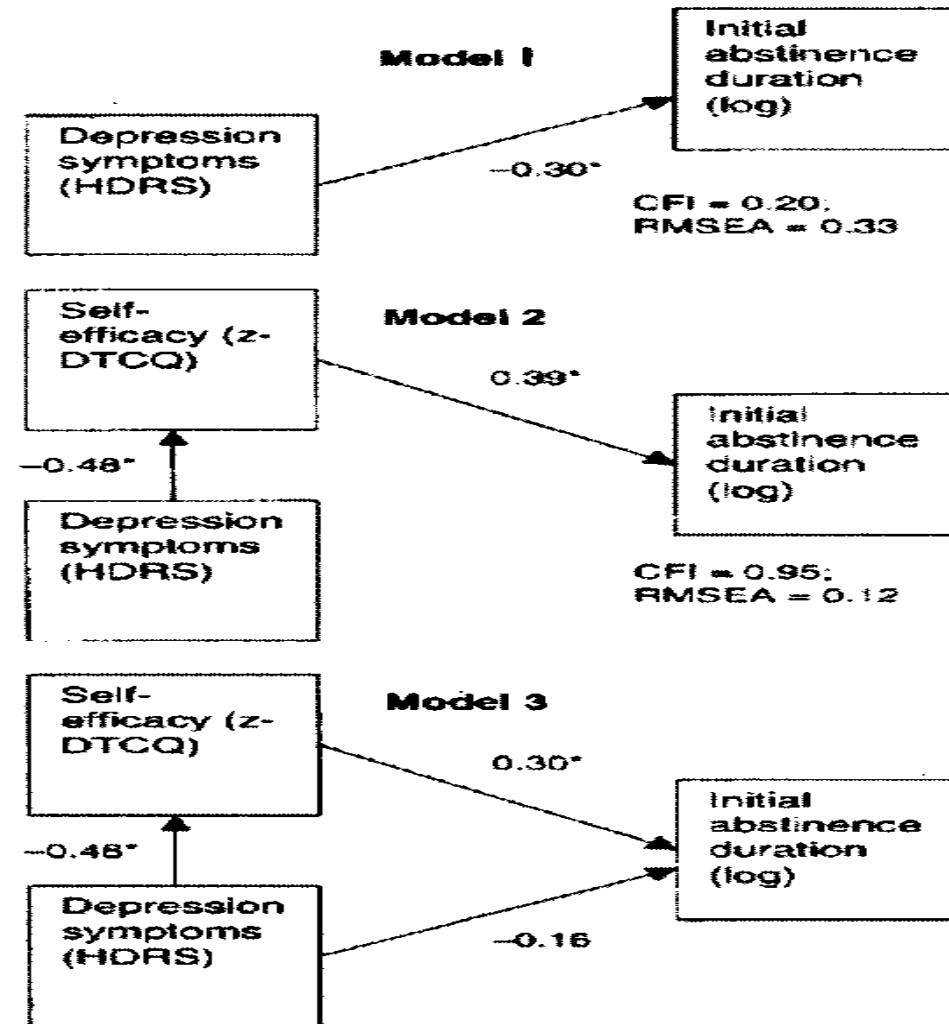 Model 1
Initial
abstinence
duration
(log)
Depression
symptoms
(HDRS)
–0.30*
CFI = 0.20;
RMSEA = 0.33
Self-
efficacy (z-
DTCQ)
Model 2
0.39*
Initial
abstinence
duration
(log)
–0.48*
Depression
symptoms
(HDRS)
CFI = 0.95;
RMSEA = 0.12
Self-
efficacy (z-
DTCQ)
Model 3
0.30*
Initial
abstinence
duration
(log)
–0.48*
Depression
symptoms
(HDRS)
–0.16